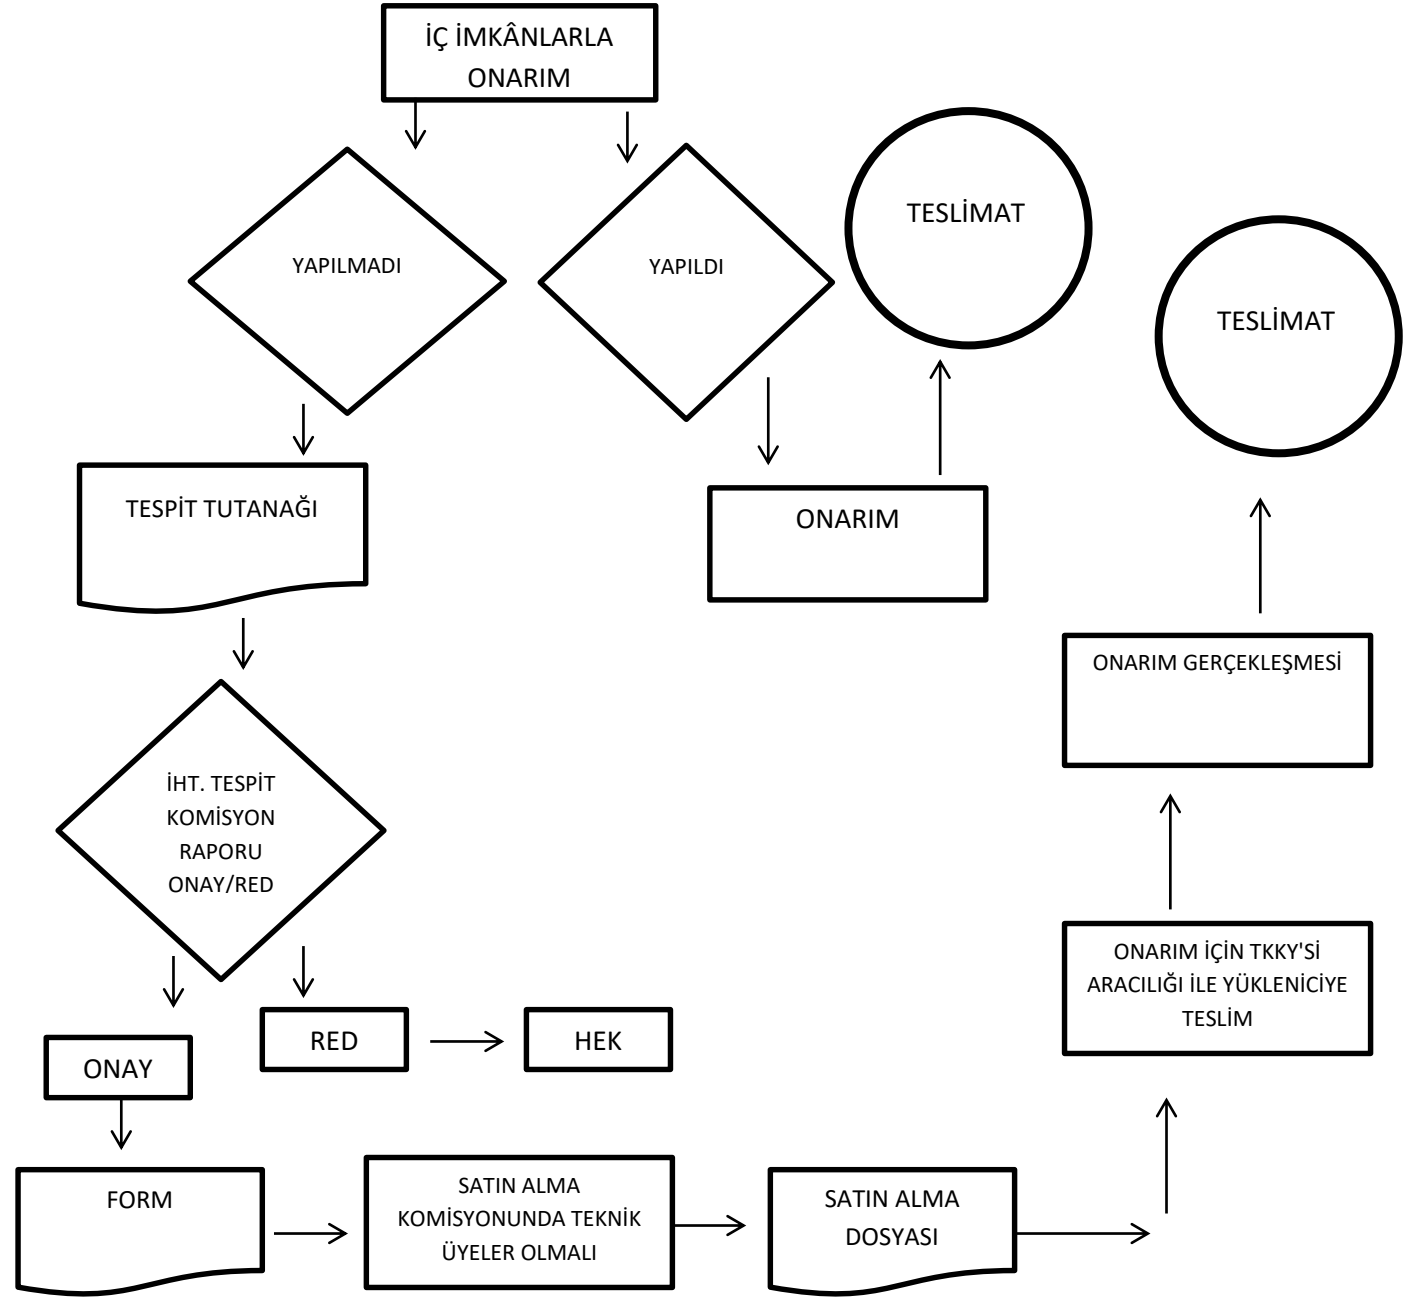 İÇ İMKÂNLARLA
ONARIM
YAPILMADI
YAPILDI
TESLİMAT
TESLİMAT
TESPİT TUTANAĞI
ONARIM
ONARIM GERÇEKLEŞMESİ
İHT. TESPİT
KOMİSYON
RAPORU
ONAY/RED
ONARIM İÇİN TKKY'Sİ
ARACILIĞI İLE YÜKLENİCİYE
TESLİM
RED
HEK
ONAY
FORM
SATIN ALMA
KOMİSYONUNDA TEKNİK
ÜYELER OLMALI
SATIN ALMA
DOSYASI